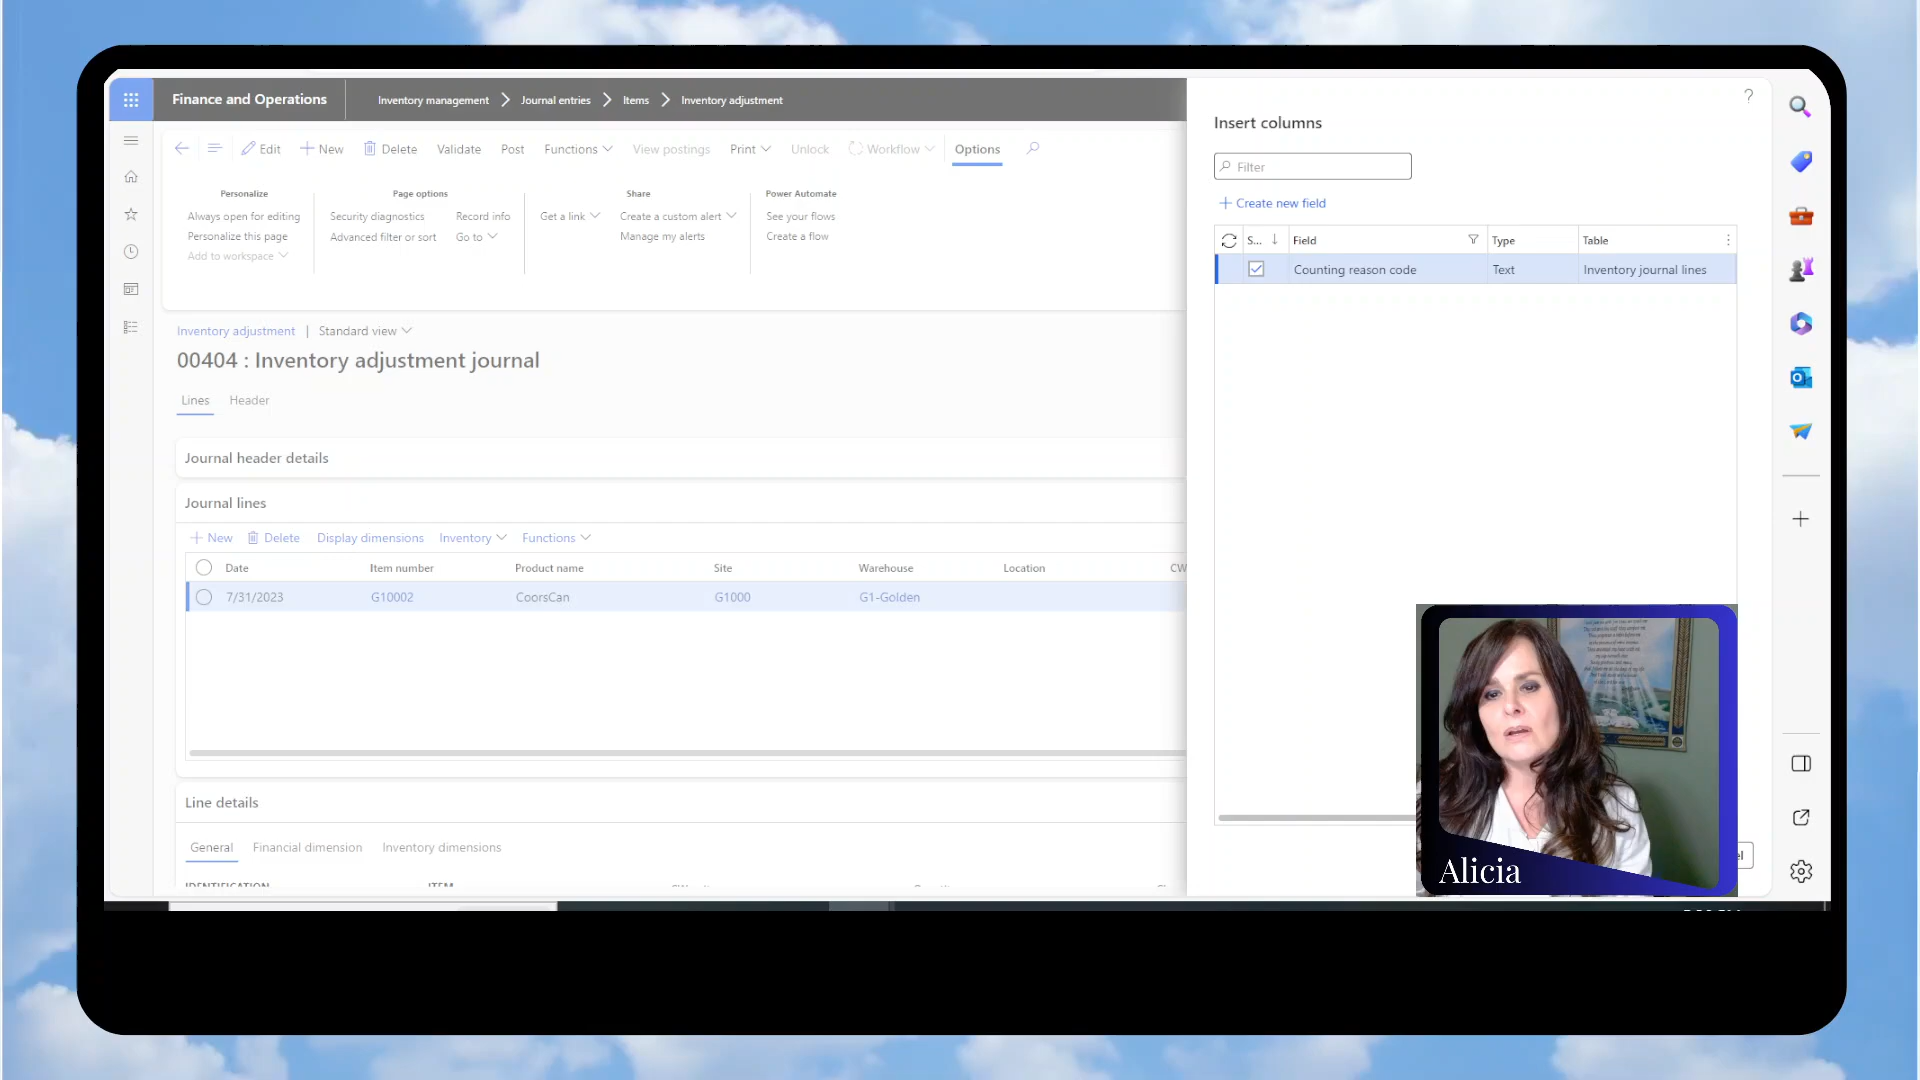 Finance and Operations
Inventory management Journal entries Items Inventory adjustment
Edit New Delete Validate Post Functions View postings Print Unlock Workflow Options
Personalize Page options Share Power Automate
Always open for editing Security diagnostics Record info Get a link Create a custom alert See your flows
Personalize this page Advanced filter or sort Go to Manage my alerts Create a flow
Add to workspace
Inventory adjustment | Standard view
00404 : Inventory adjustment journal
Lines Header
Journal header details
Journal lines
New Delete Display dimensions Inventory Functions
Date Item number Product name Site Warehouse Location CW
7/31/2023 G10002 CoorsCan G1000 G1-Golden
Line details
General Financial dimension Inventory dimensions
IDENTIFICATION ITEM
?
Insert columns
Filter
Create new field
S... Field Type Table
Counting reason code Text Inventory journal lines
Alicia